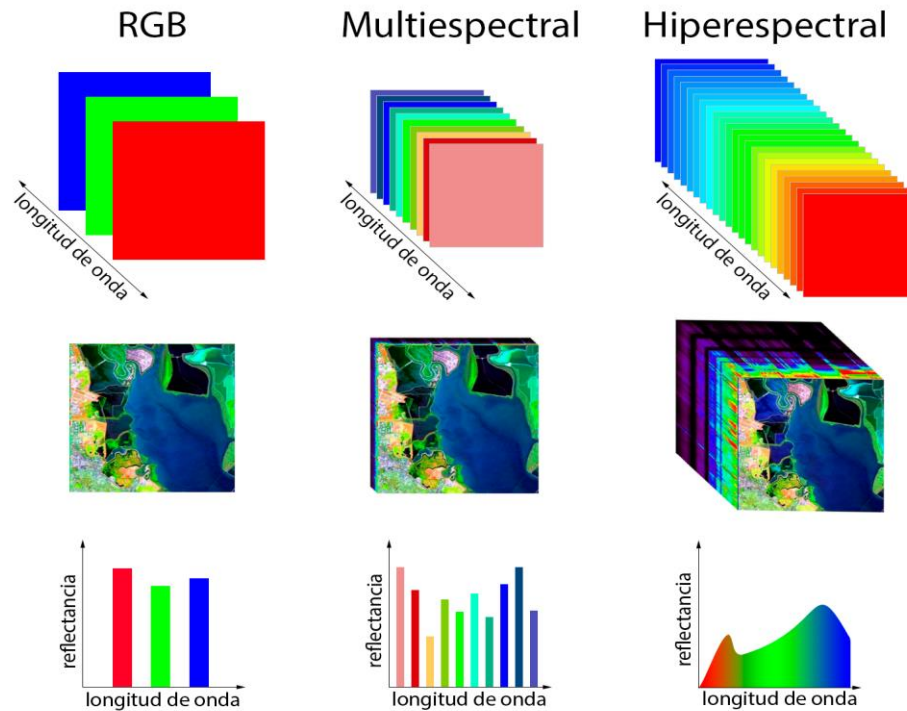 RGB
Multiespectral
Hiperespectral
longitud de onda
longitud de onda
longitud de onda
reflectancia
longitud de onda
reflectancia
longitud de onda
reflectancia
longitud de onda